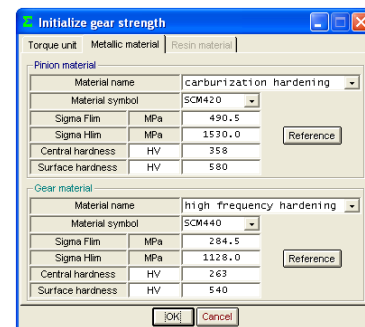 Σ Initialize gear strength
Torque unit Metallic material Resin material
Pinion material
Material name carburization hardening
Material symbol SCM420
Sigma Flim MPa 490.5
Sigma Hlim MPa 1530.0 Reference
Central hardness HV 358
Surface hardness HV 580
Gear material
Material name high frequency hardening
Material symbol SCM440
Sigma Flim MPa 284.5
Sigma Hlim MPa 1128.0 Reference
Central hardness HV 263
Surface hardness HV 540
OK Cancel